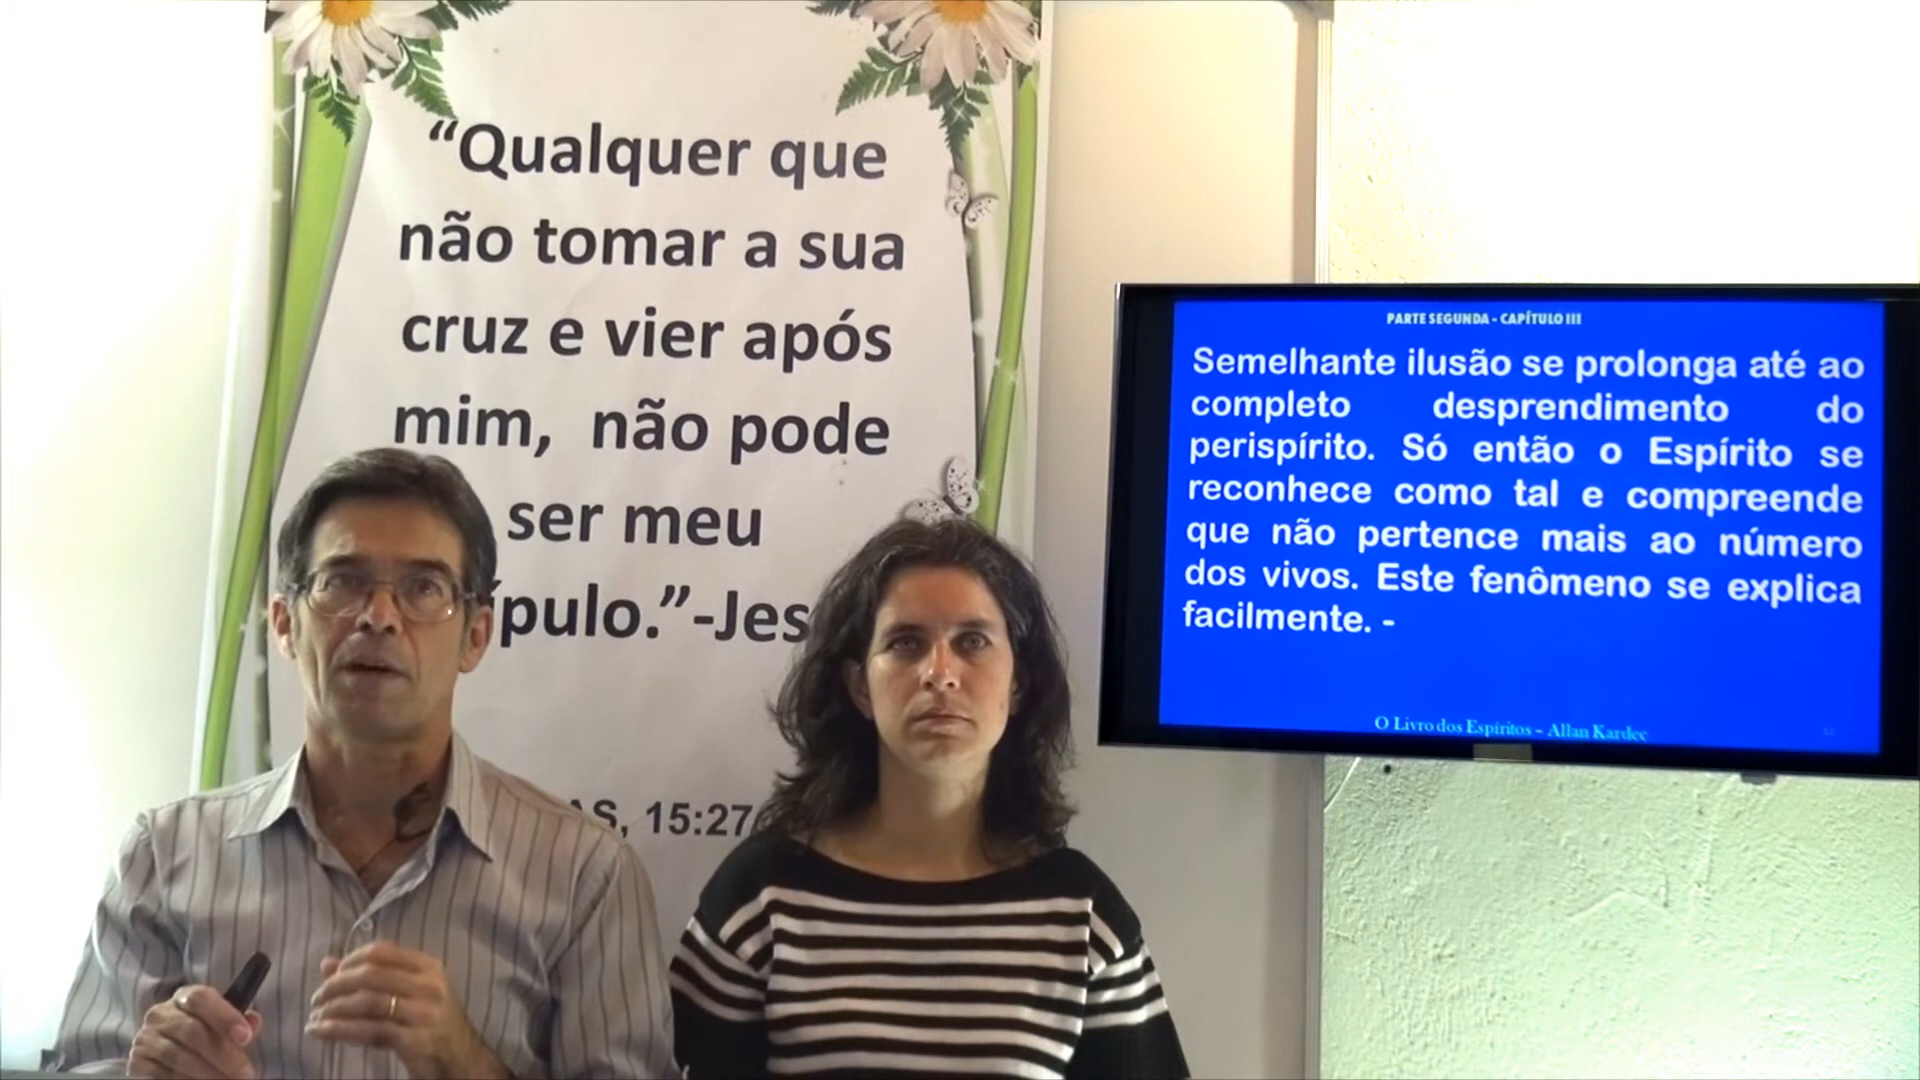 “Qualquer que
não tomar a sua
cruz e vier após
mim, não pode
ser meu
ípulo.”-Jes
AS, 15:27
PARTE SEGUNDA - CAPÍTULO III
Semelhante ilusão se prolonga até ao
completo desprendimento do
perispírito. Só então o Espírito se
reconhece como tal e compreende
que não pertence mais ao número
dos vivos. Este fenômeno se explica
facilmente. -
O Livro dos Espíritos – Allan Kardec